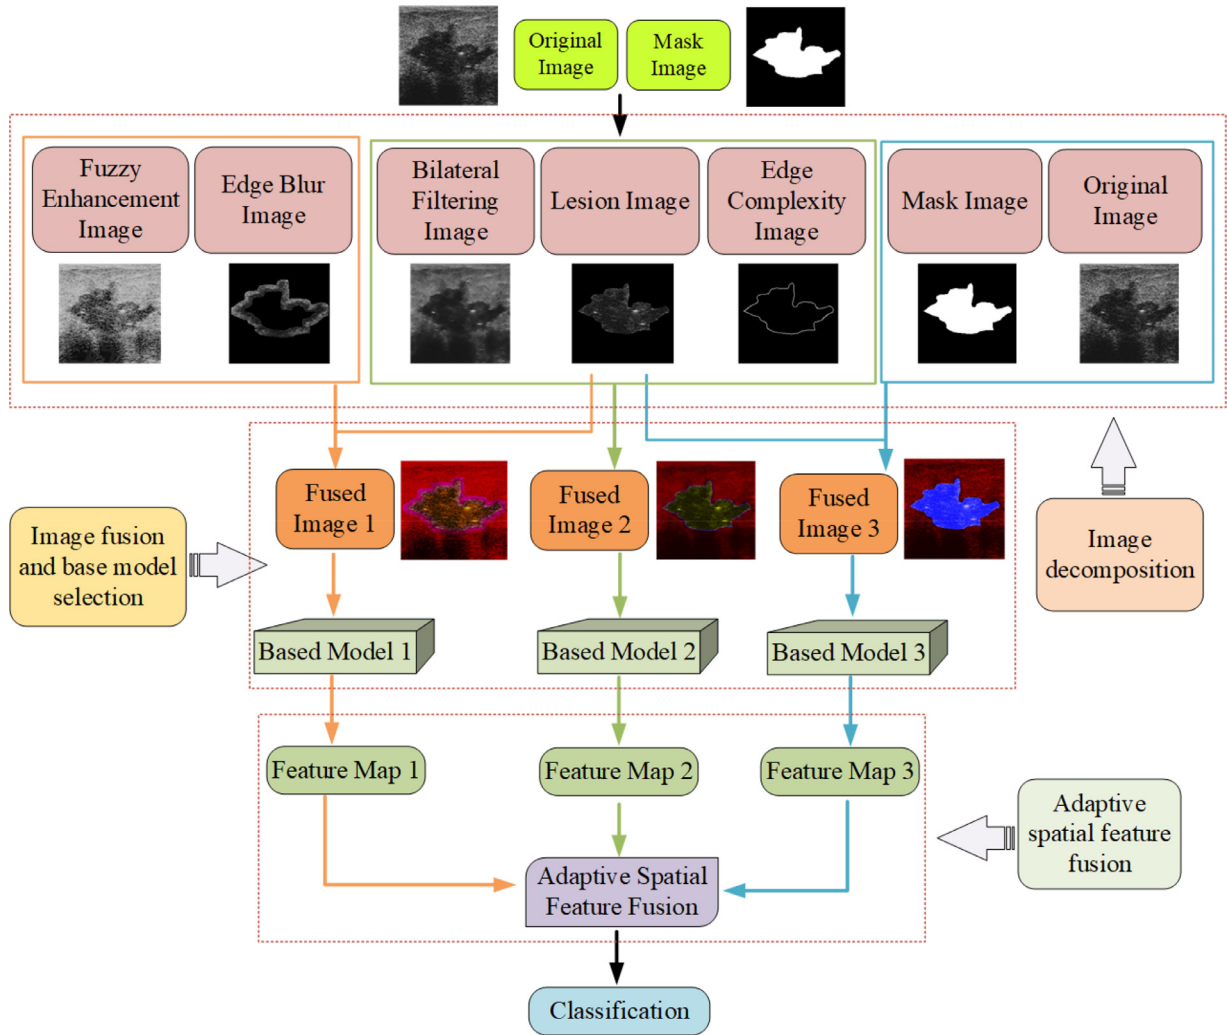 Original
Image
Mask
Image
Fuzzy
Enhancement
Image
Edge Blur
Image
Bilateral
Filtering
Image
Lesion Image
Edge
Complexity
Image
Mask Image
Original
Image
Fused
Image 1
Fused
Image 2
Fused
Image 3
Image fusion
and base model
selection
Image
decomposition
Based Model 1
Based Model 2
Based Model 3
Feature Map 1
Feature Map 2
Feature Map 3
Adaptive
spatial feature
fusion
Adaptive Spatial
Feature Fusion
Classification